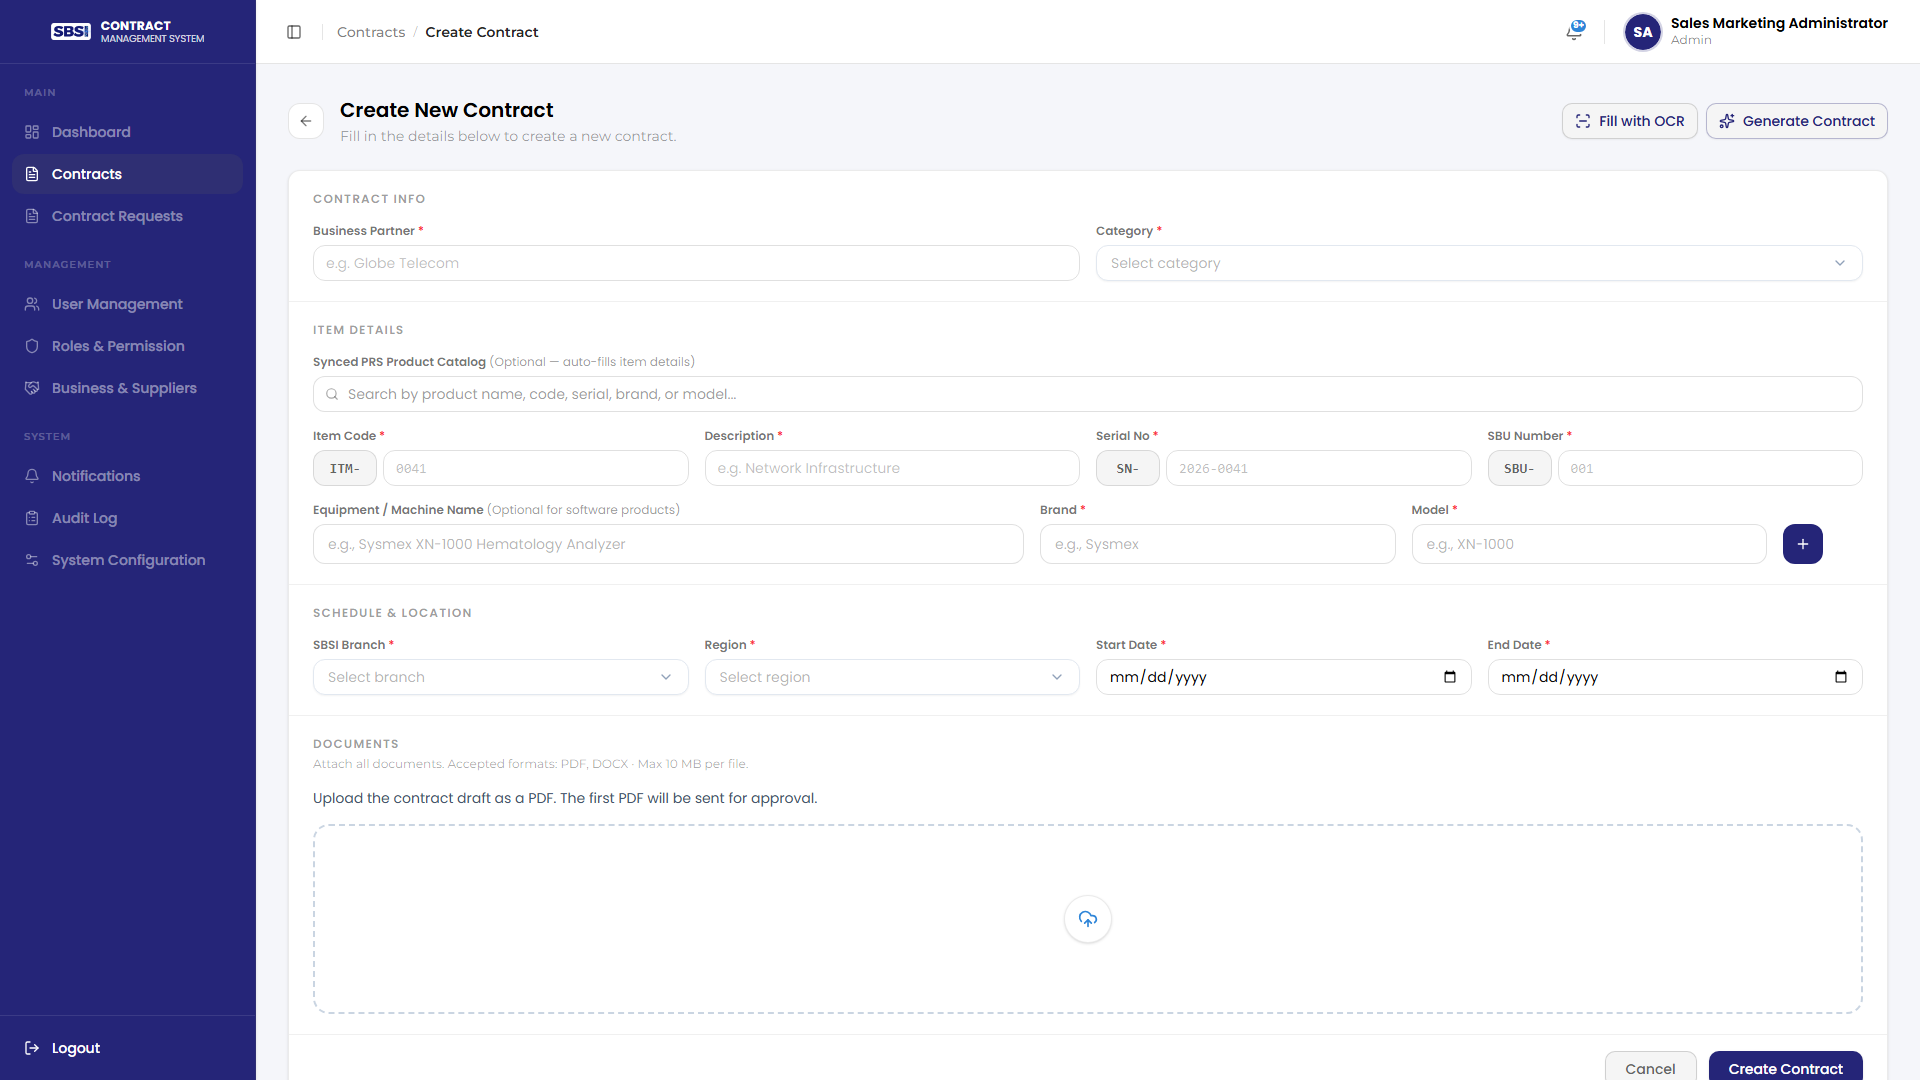 SBSI CONTRACT
MANAGEMENT SYSTEM
MAIN
Dashboard
Contracts
Contract Requests
MANAGEMENT
User Management
Roles & Permission
Business & Suppliers
SYSTEM
Notifications
Audit Log
System Configuration
Logout
Contracts / Create Contract
9+
SA
Sales Marketing Administrator
Admin
Create New Contract
Fill in the details below to create a new contract.
Fill with OCR
Generate Contract
CONTRACT INFO
Business Partner *
e.g. Globe Telecom
Category *
Select category
ITEM DETAILS
Synced PRS Product Catalog (Optional — auto-fills item details)
Search by product name, code, serial, brand, or model...
Item Code *
ITM- 0041
Description *
e.g. Network Infrastructure
Serial No *
SN- 2026-0041
SBU Number *
SBU- 001
Equipment / Machine Name (Optional for software products)
e.g., Sysmex XN-1000 Hematology Analyzer
Brand *
e.g., Sysmex
Model *
e.g., XN-1000
+
SCHEDULE & LOCATION
SBSI Branch *
Select branch
Region *
Select region
Start Date *
mm/dd/yyyy
End Date *
mm/dd/yyyy
DOCUMENTS
Attach all documents. Accepted formats: PDF, DOCX · Max 10 MB per file.
Upload the contract draft as a PDF. The first PDF will be sent for approval.
Cancel
Create Contract